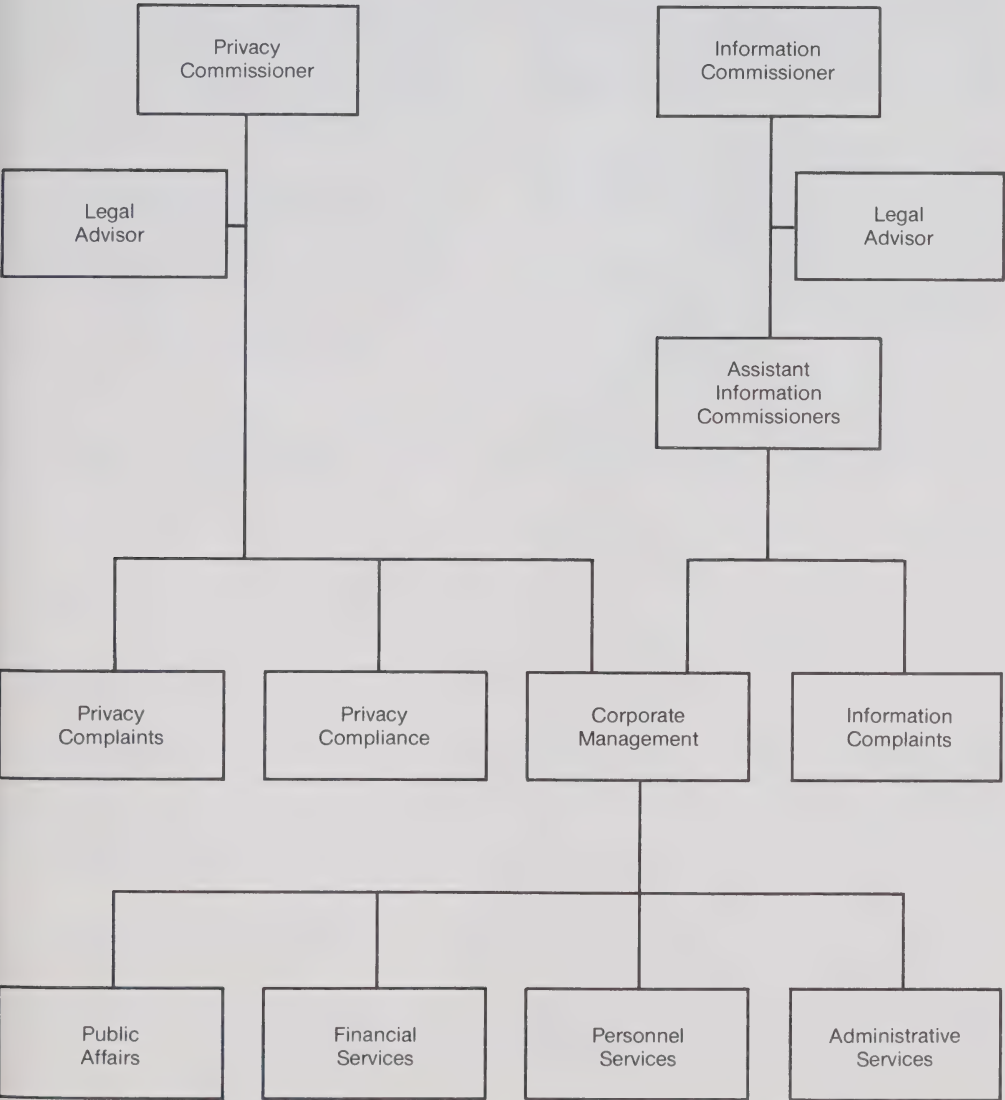 Privacy
Commissioner
Information
Commissioner
Legal
Advisor
Legal
Advisor
Assistant
Information
Commissioners
Privacy
Complaints
Privacy
Compliance
Corporate
Management
Information
Complaints
Public
Affairs
Financial
Services
Personnel
Services
Administrative
Services